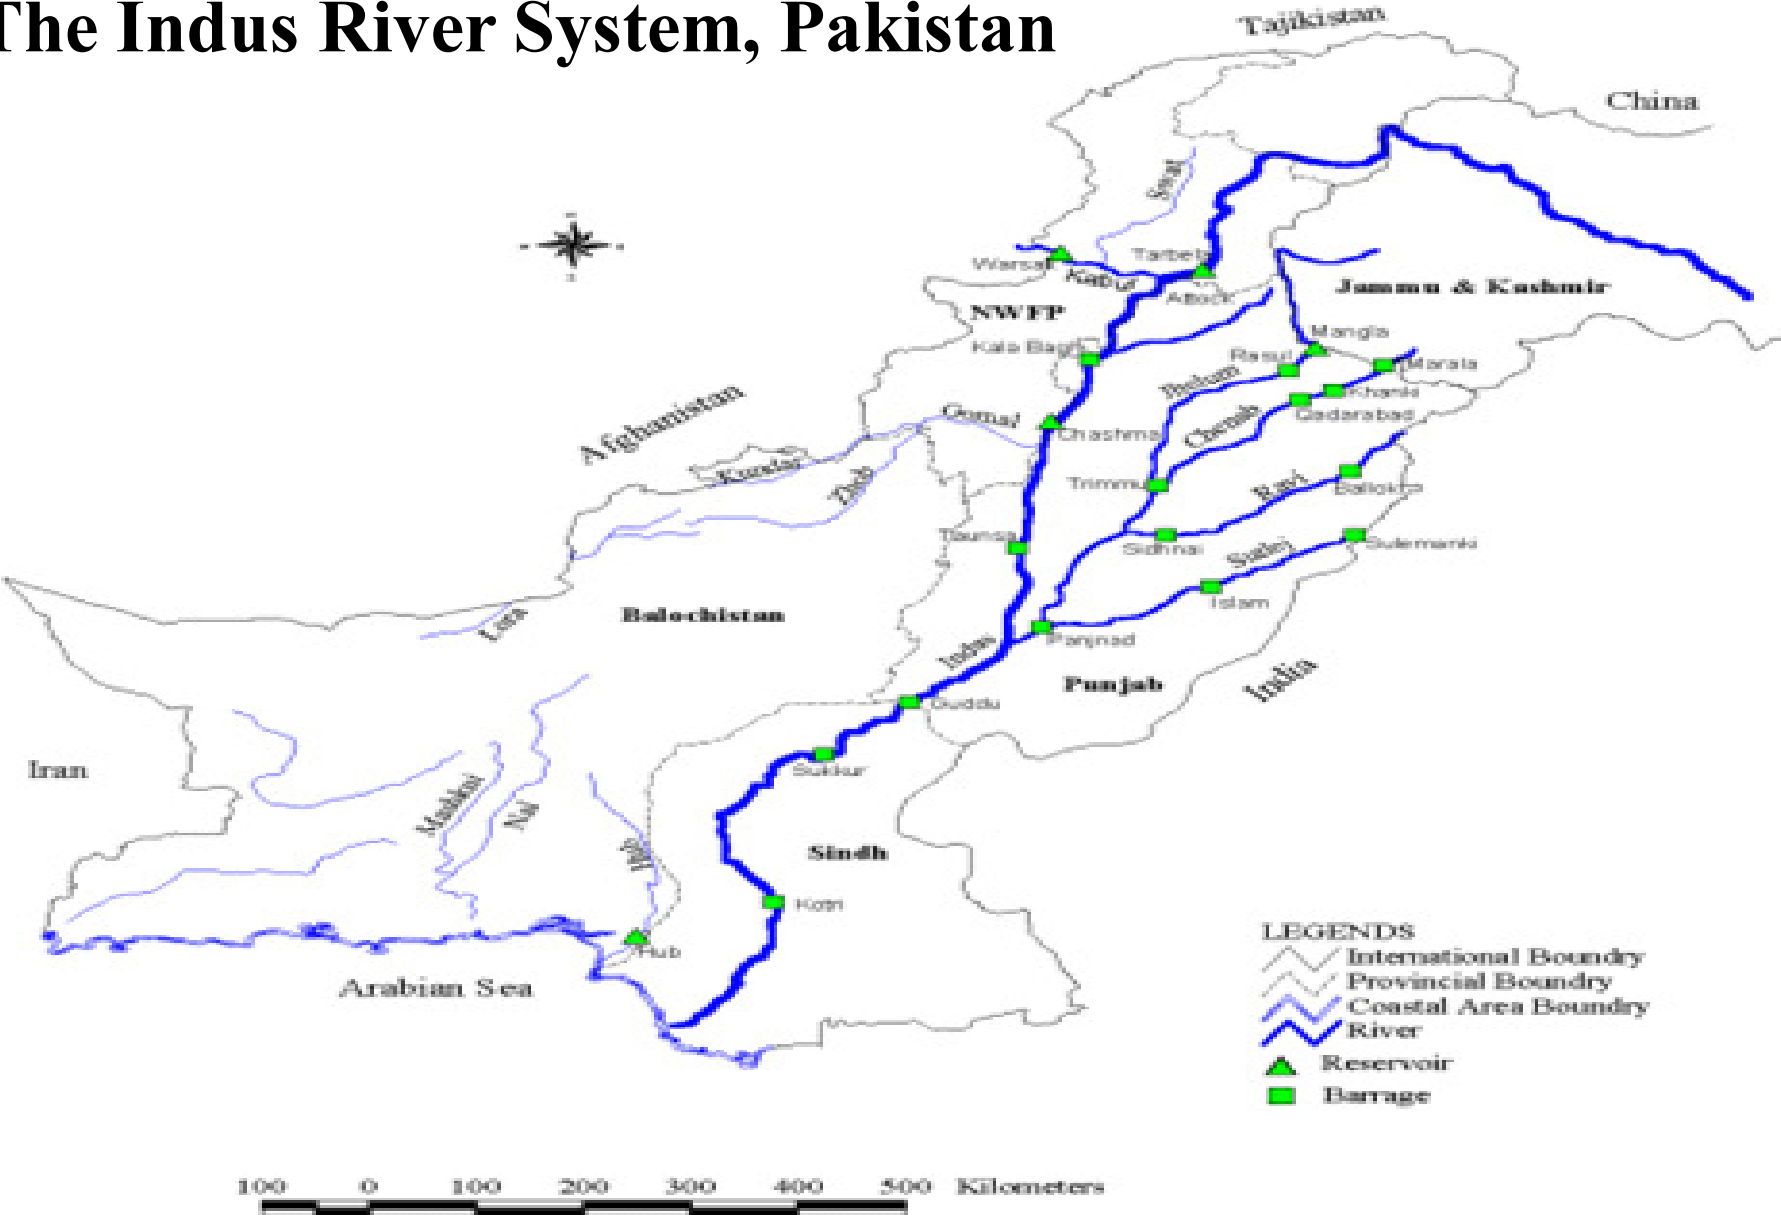 The Indus River System, Pakistan
Tajikistan
China
Swat
Warsak
Kabul
Tarbela
Attock
Jammu & Kashmir
NWFP
Kala Bagh
Mangla
Rasul
Marala
Jhelum
Khanki
Qadarabad
Chenab
Afghanistan
Gomal
Chashma
Kundar
Zhob
Trimmu
Ravi
Balloki
Taunsa
Sidhnai
Sutlej
Sulemanki
Islam
Lora
Balochistan
Indus
Panjnad
Punjab
India
Guddu
Iran
Sukkur
Mashkai
Nal
Hub
Sindh
Kotri
Hub
Arabian Sea
LEGENDS
International Boundry
Provincial Boundry
Coastal Area Boundry
River
Reservoir
Barrage
100 0 100 200 300 400 500 Kilometers